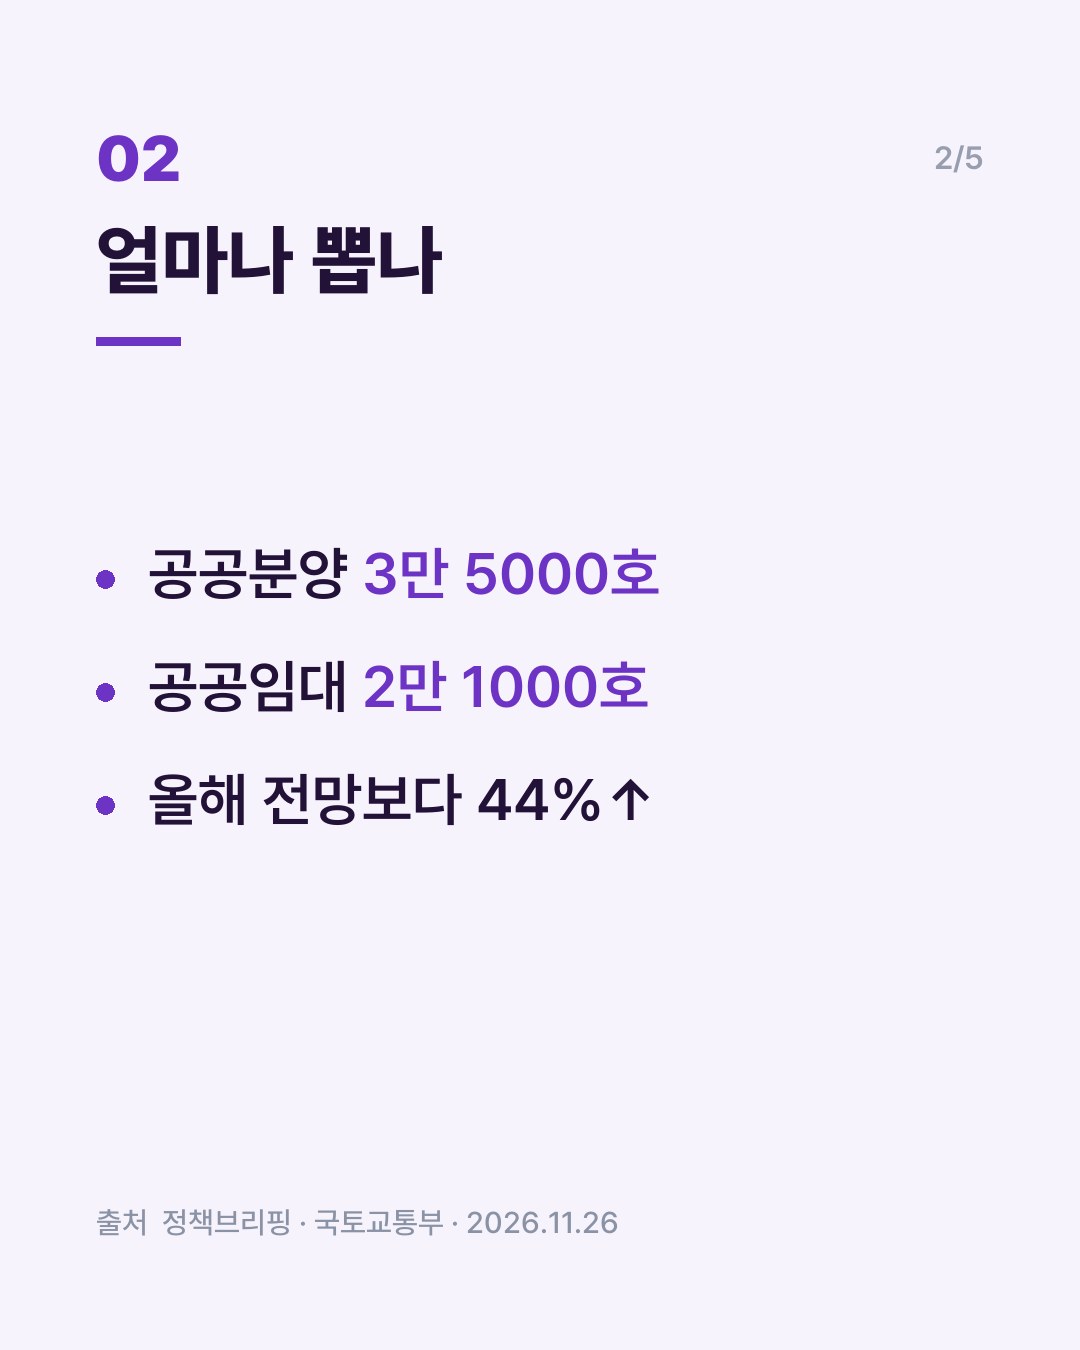 02
2/5
얼마나 뽑나
공공분양 3만 5000호
공공임대 2만 1000호
올해 전망보다 44%↑
출처 정책브리핑 · 국토교통부 · 2026.11.26